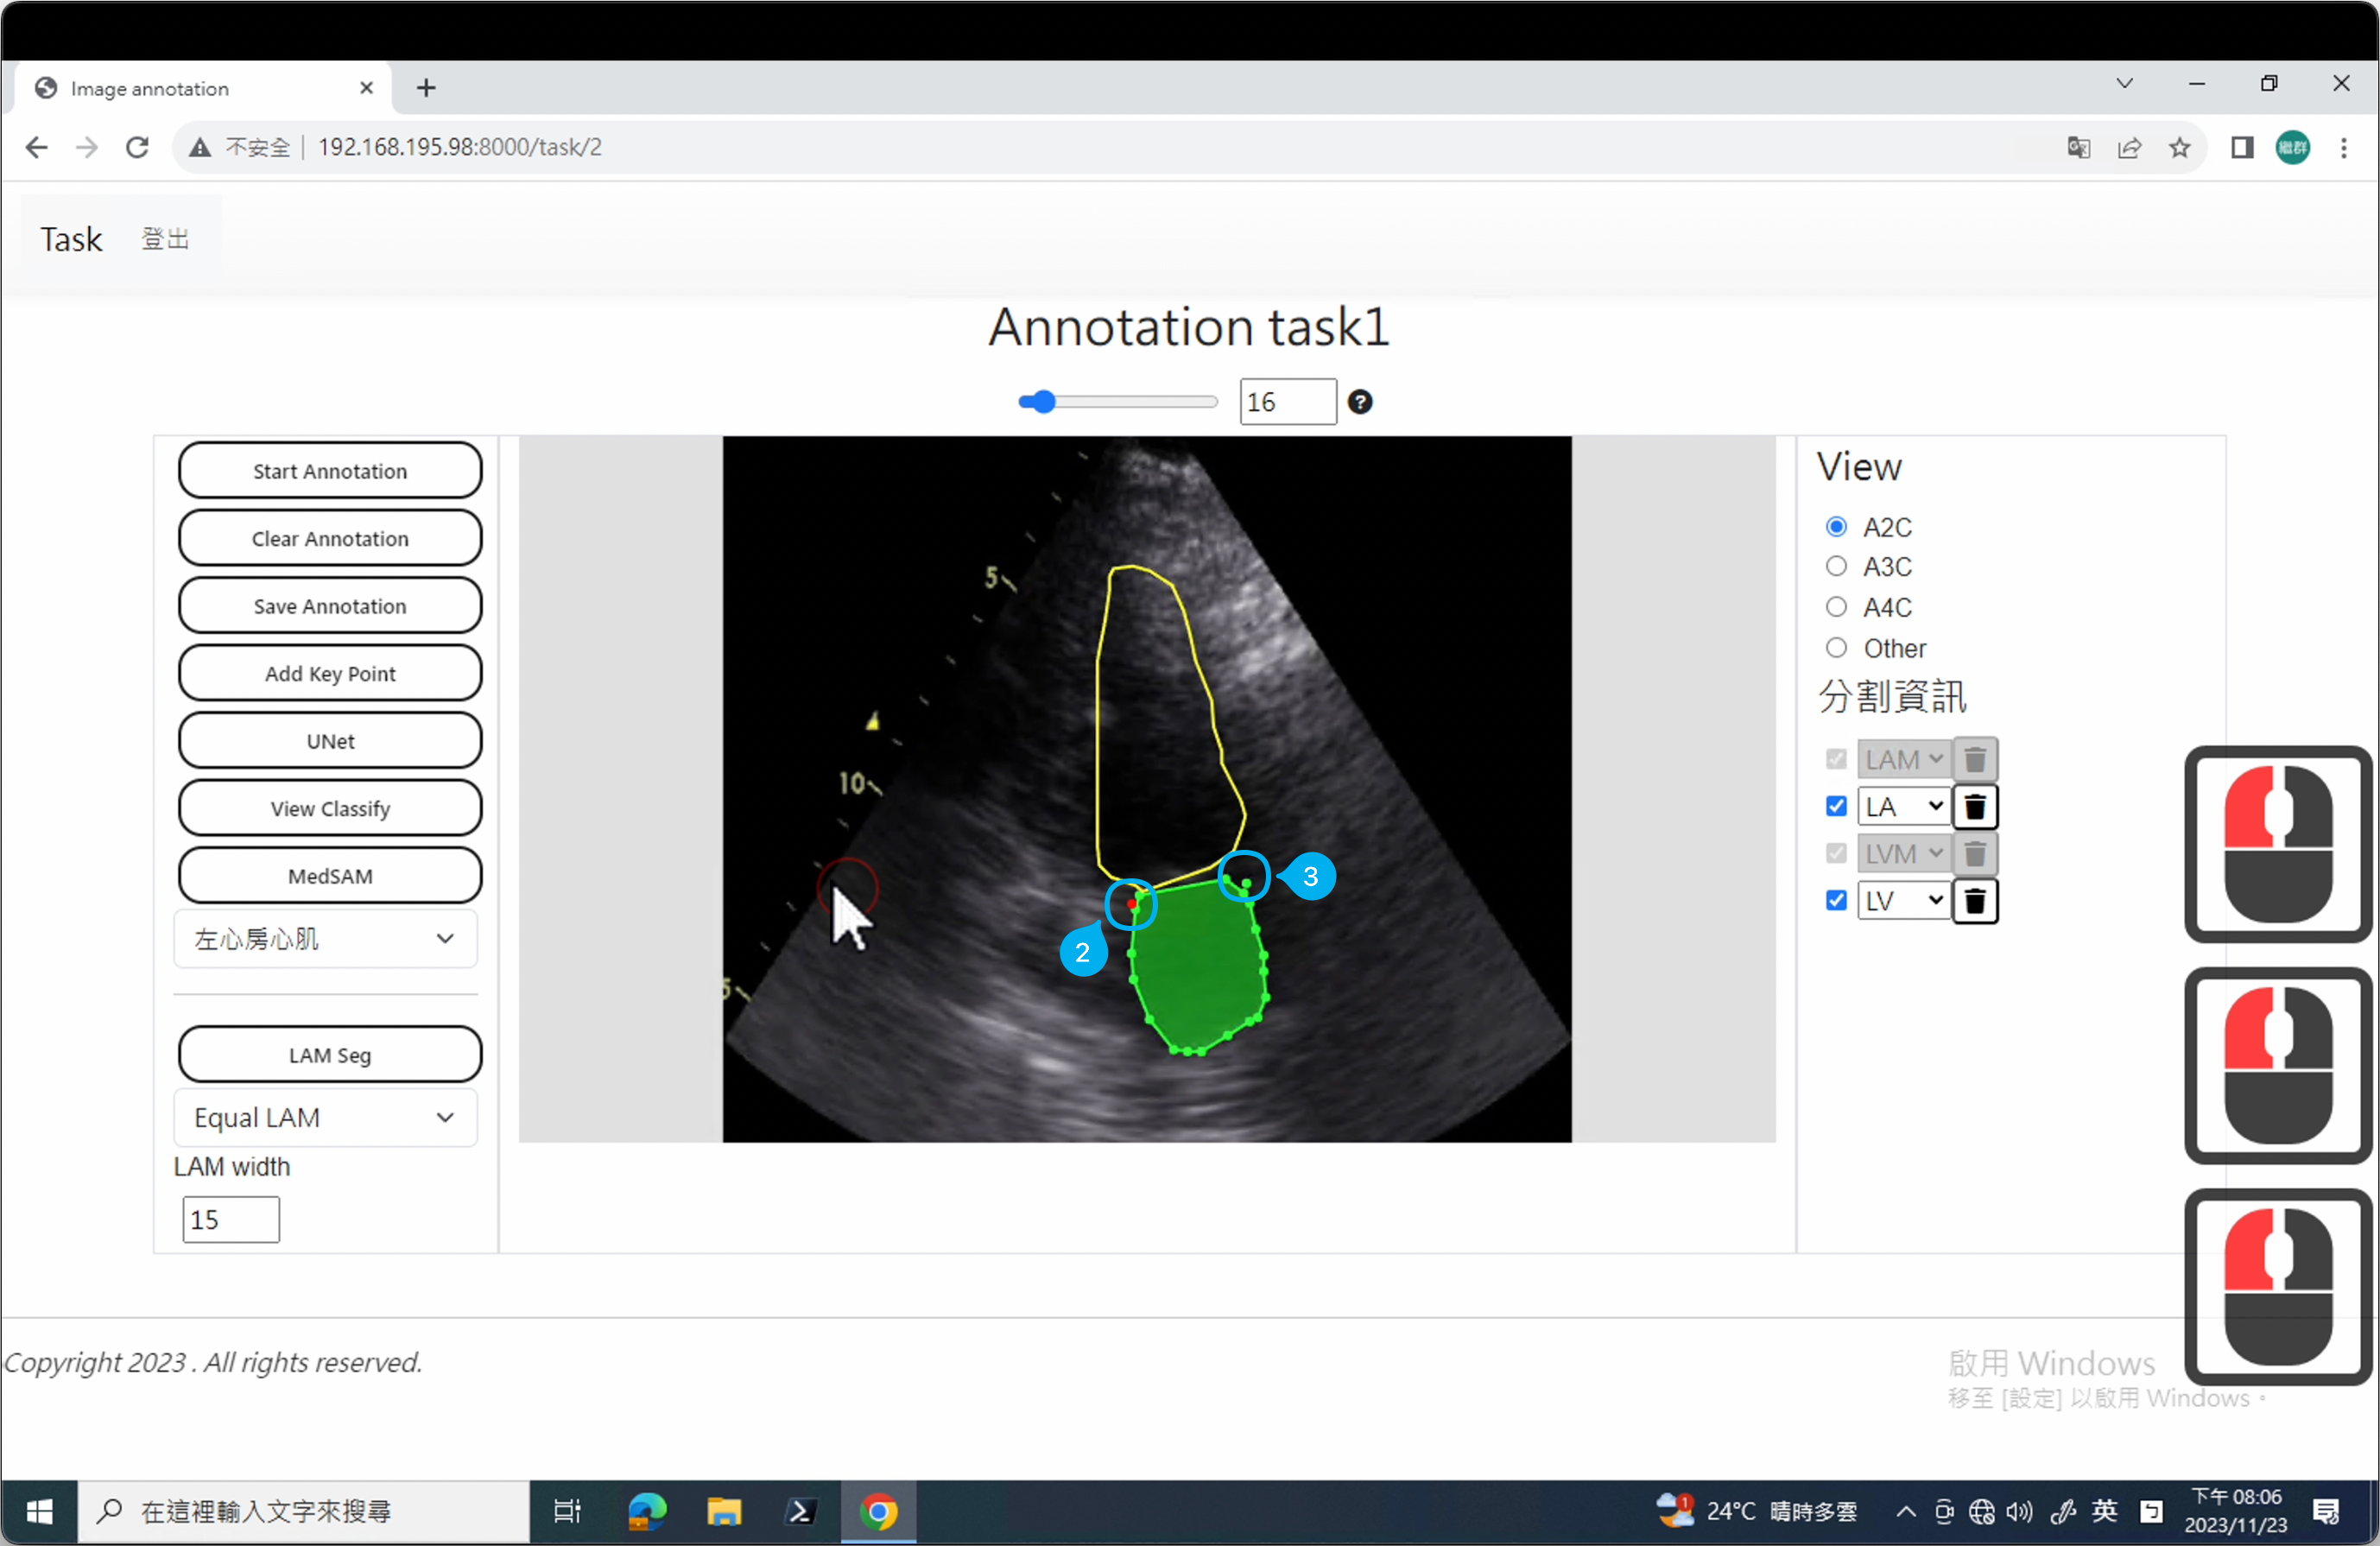 Image annotation
不安全 | 192.168.195.98:8000/task/2
繼群
Task 登出
Annotation task1
16 ?
Start Annotation
Clear Annotation
Save Annotation
Add Key Point
UNet
View Classify
MedSAM
左心房心肌
LAM Seg
Equal LAM
LAM width
15
5
10
5
2
3
View
A2C
A3C
A4C
Other
分割資訊
LAM
LA
LVM
LV
Copyright 2023 . All rights reserved.
啟用 Windows
移至 [設定] 以啟用 Windows。
在這裡輸入文字來搜尋
1
24°C 晴時多雲
英
ㄅ
下午 08:06
2023/11/23